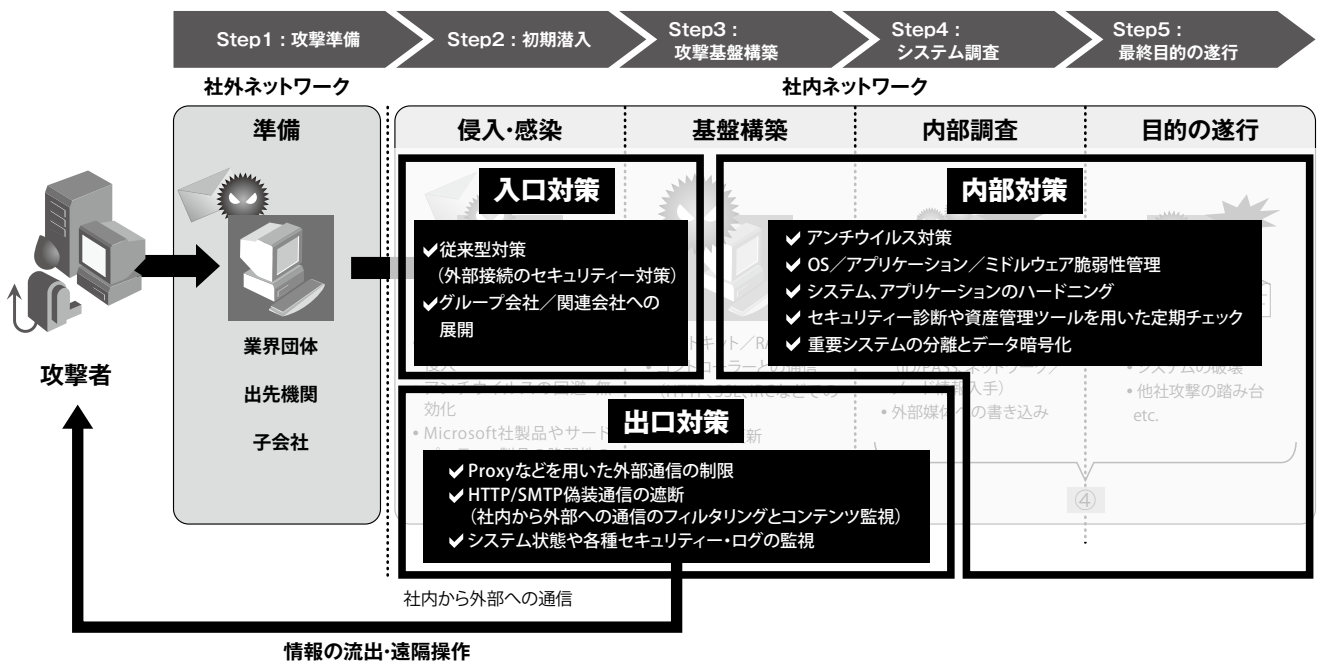 Step1：攻撃準備
Step2：初期潜入
Step3：
攻撃基盤構築
Step4：
システム調査
Step5：
最終目的の遂行
社外ネットワーク
社内ネットワーク
準備
侵入・感染
基盤構築
内部調査
目的の遂行
入口対策
✔従来型対策
（外部接続のセキュリティー対策）
✔グループ会社／関連会社への
展開
内部対策
✔アンチウイルス対策
✔OS／アプリケーション／ミドルウェア脆弱性管理
✔システム、アプリケーションのハードニング
✔セキュリティー診断や資産管理ツールを用いた定期チェック
✔重要システムの分離とデータ暗号化
攻撃者
業界団体
出先機関
子会社
効化
•Microsoft社製品やサード
•外部媒体への書き込み
•システムの破壊
•他社攻撃の踏み台
etc.
④
出口対策
✔Proxyなどを用いた外部通信の制限
✔HTTP/SMTP偽装通信の遮断
（社内から外部への通信のフィルタリングとコンテンツ監視）
✔システム状態や各種セキュリティー・ログの監視
社内から外部への通信
情報の流出・遠隔操作